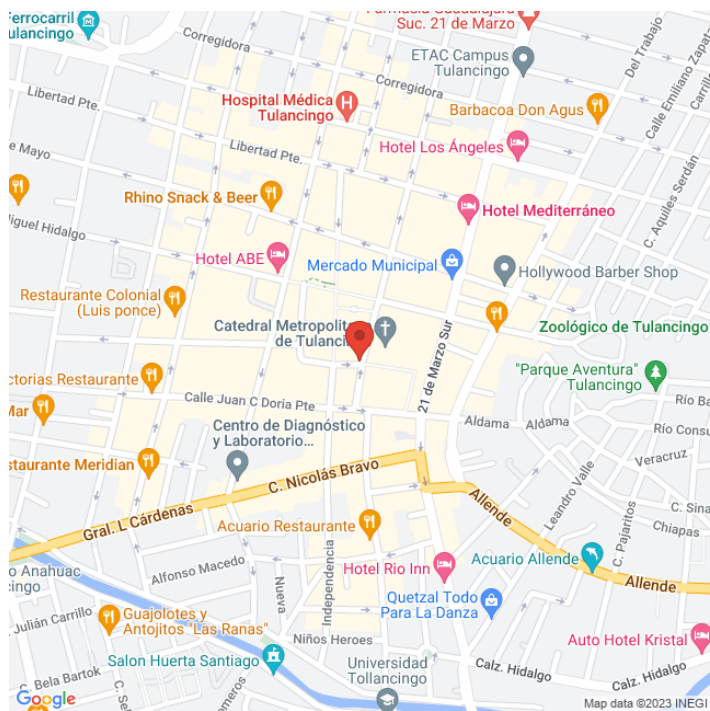 Ferrocarril
Tulancingo
Farmacia Guadalajara
Suc. 21 de Marzo
Corregidora
ETAC Campus
Tulancingo
Del Trabajo
Calle Emiliano Zapata
Hospital Médica
Tulancingo
Corregidora
Libertad Pte.
Barbacoa Don Agus
Carrillo
Hotel Los Ángeles
Libertad Pte.
de Mayo
C. Aquiles Serdán
Rhino Snack & Beer
Hotel Mediterráneo
Miguel Hidalgo
Hotel ABE
Mercado Municipal
Hollywood Barber Shop
Restaurante Colonial
(Luis ponce)
Catedral Metropolitana
de Tulancingo
Zoológico de Tulancingo
21 de Marzo Sur
"Parque Aventura"
Tulancingo
ctorias Restaurante
Calle Juan C Doria Pte
Mar
Río Ba
Aldama
Aldama
Río Consu
Centro de Diagnóstico
y Laboratorio...
Veracruz
staurante Meridian
C. Nicolás Bravo
Leandro Valle
Gral. L Cárdenas
Allende
C. Sina
Chiapas
C. Pajaritos
Acuario Restaurante
Independencia
Acuario Allende
Hotel Rio Inn
Allende
o Anahuac
cingo
Alfonso Macedo
Nueva
Quetzal Todo
Para La Danza
Julián Carrillo
Guajolotes y
Antojitos "Las Ranas"
Niños Heroes
Auto Hotel Kristal
Salon Huerta Santiago
Universidad
Tollancingo
Calz. Hidalgo
Calz. Hidalgo
C. Bela Bartok
Google
Map data ©2023 INEGI